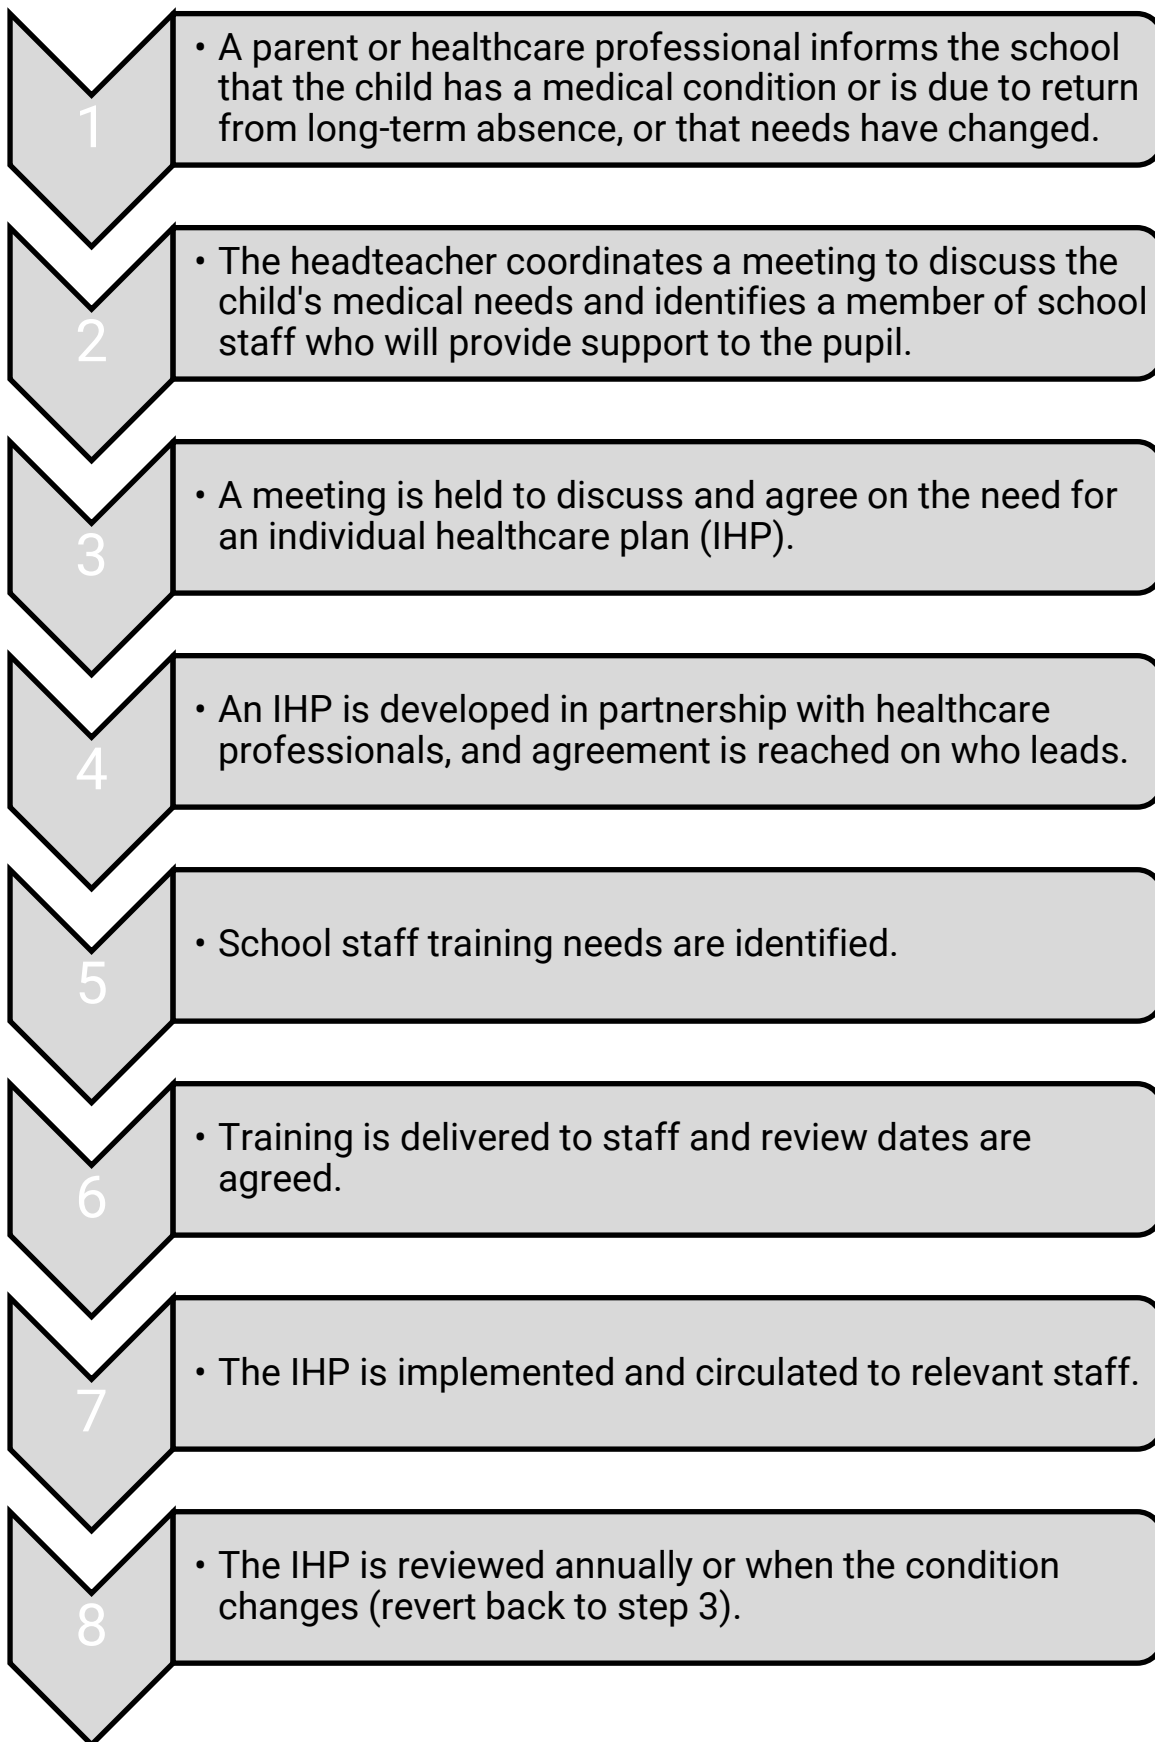 1
• A parent or healthcare professional informs the school
that the child has a medical condition or is due to return
from long-term absence, or that needs have changed.
2
• The headteacher coordinates a meeting to discuss the
child's medical needs and identifies a member of school
staff who will provide support to the pupil.
3
• A meeting is held to discuss and agree on the need for
an individual healthcare plan (IHP).
4
• An IHP is developed in partnership with healthcare
professionals, and agreement is reached on who leads.
5
• School staff training needs are identified.
6
• Training is delivered to staff and review dates are
agreed.
7
• The IHP is implemented and circulated to relevant staff.
8
• The IHP is reviewed annually or when the condition
changes (revert back to step 3).